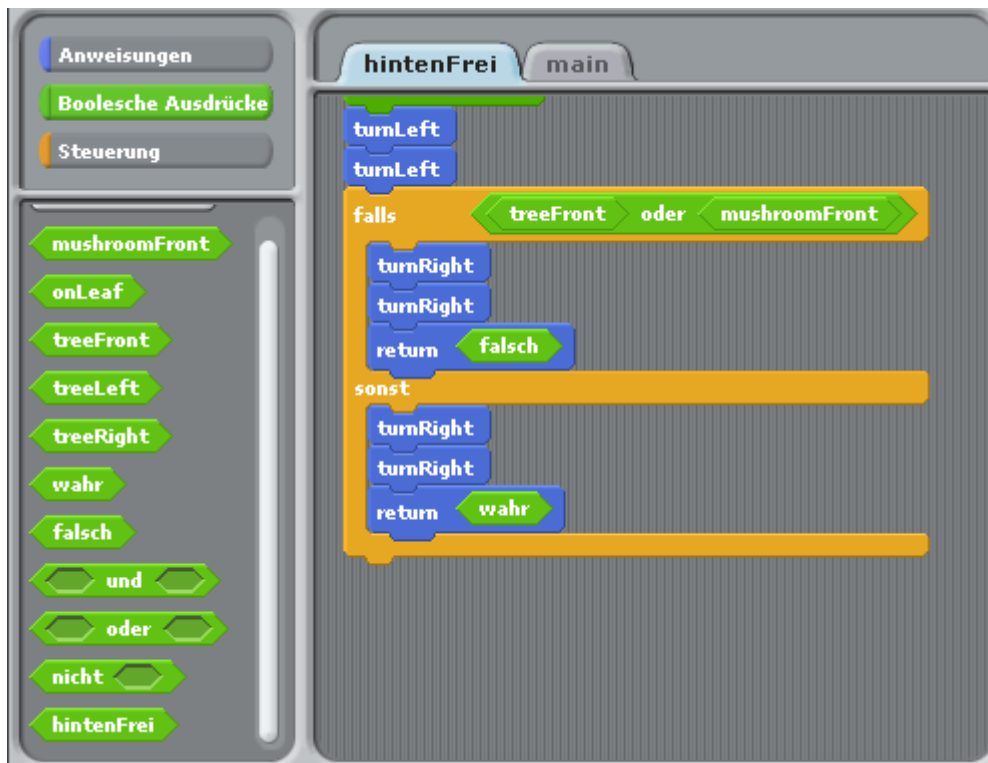 Anweisungen
Boolesche Ausdrücke
Steuerung
mushroomFront
onLeaf
treeFront
treeLeft
treeRight
wahr
falsch
und
oder
nicht
hintenFrei
hintenFrei main
turnLeft
turnLeft
falls treeFront oder mushroomFront
turnRight
turnRight
return falsch
sonst
turnRight
turnRight
return wahr